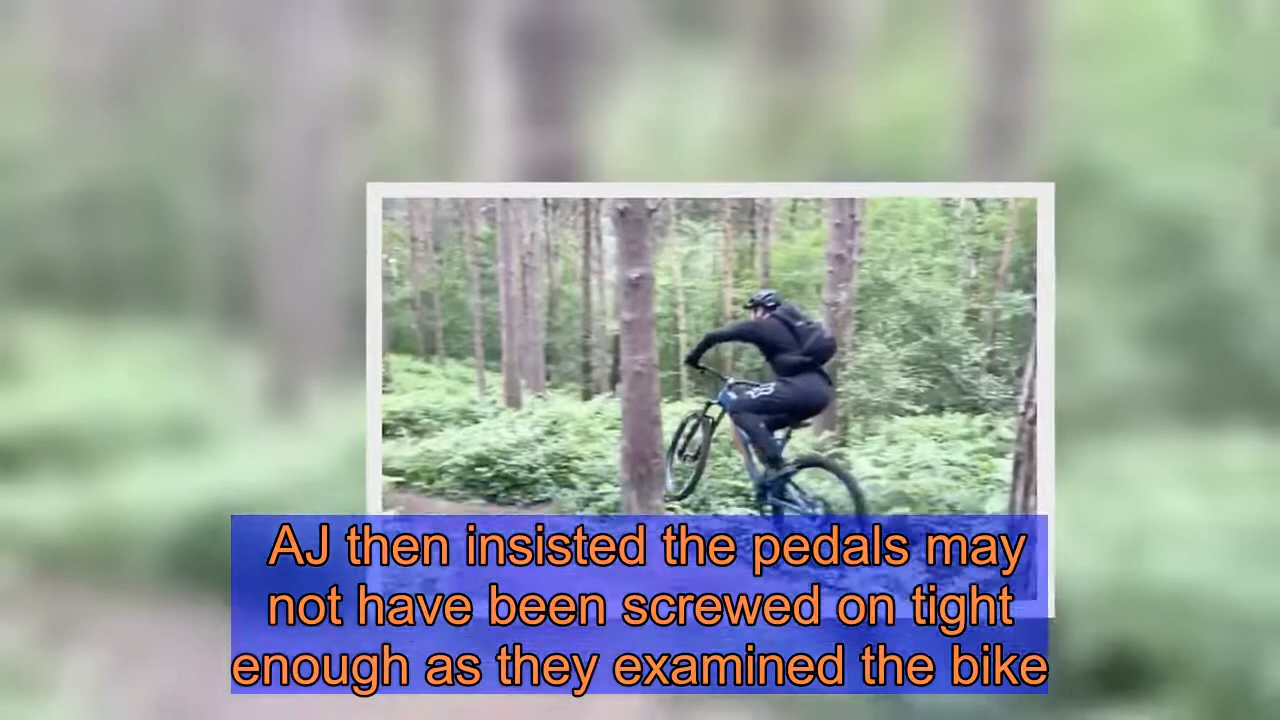 AJ then insisted the pedals may
not have been screwed on tight
enough as they examined the bike